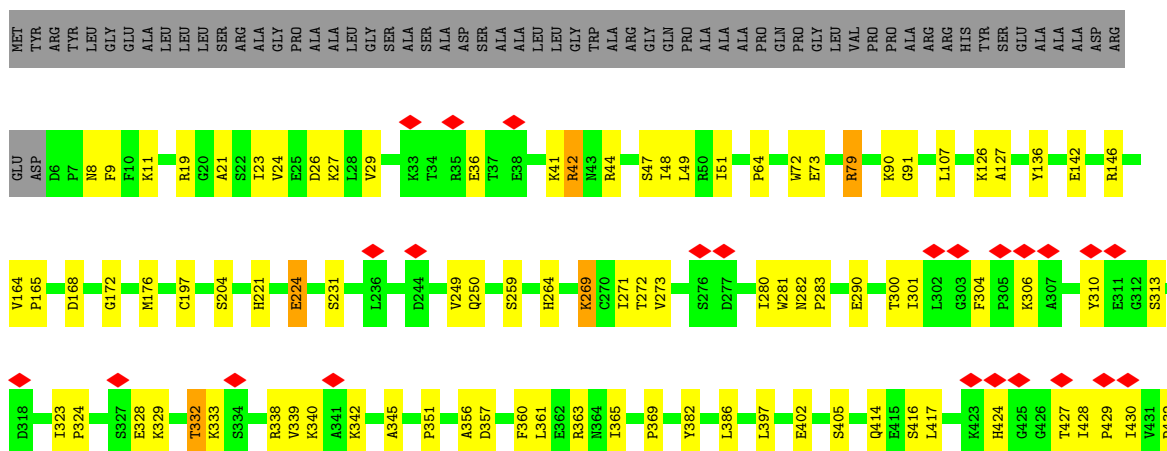 MET TYR ARG TYR LEU GLY GLU ALA LEU LEU LEU SER ARG ALA GLY PRO ALA ALA LEU GLY SER ALA SER ALA ASP SER ALA ALA LEU LEU GLY TRP ALA ARG GLY GLN PRO ALA ALA ALA PRO GLN PRO GLY LEU VAL PRO PRO ALA ARG ARG HIS TYR SER GLU ALA ALA ALA ASP ARG
GLU ASP D6 P7 N8 F9 F10 K11 R19 G20 A21 S22 I23 V24 E25 D26 K27 L28 V29 K33 T34 R35 E36 T37 E38 K41 R42 N43 R44 S47 I48 L49 R50 I51 P64 W72 E73 R79 K90 G91 L107 K126 A127 Y136 E142 R146
V164 P165 D168 G172 M176 C197 S204 H221 E224 S231 L236 D244 V249 Q250 S259 H264 K269 C270 I271 T272 V273 S276 D277 I280 W281 N282 P283 E290 T300 I301 L302 G303 F304 P305 K306 A307 Y310 E311 G312 S313
D318 I323 P324 S327 E328 K329 T332 K333 S334 R338 V339 K340 A341 K342 A345 P351 A356 D357 F360 L361 E362 R363 N364 I365 P369 Y382 L386 L397 E402 S405 Q414 E415 S416 L417 K423 H424 G425 G426 T427 I428 P429 I430 V431